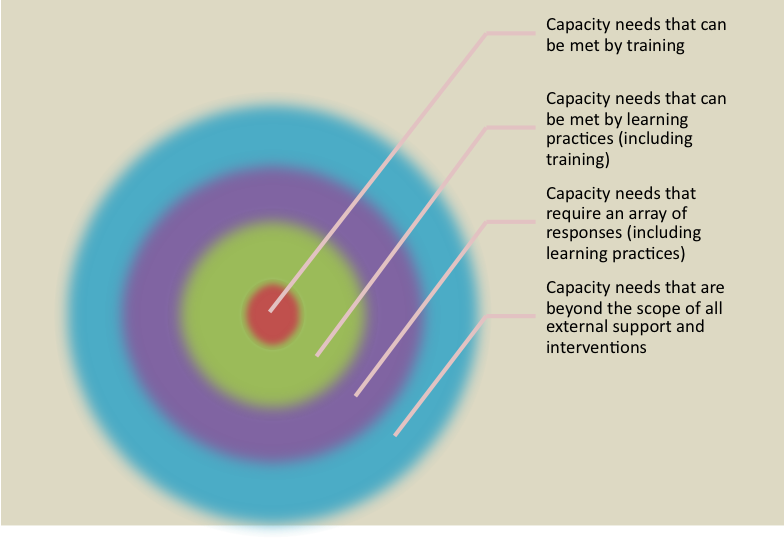 Capacity needs that can
be met by training
Capacity needs that can
be met by learning
practices (including
training)
Capacity needs that
require an array of
responses (including
learning practices)
Capacity needs that are
beyond the scope of all
external support and
interventions